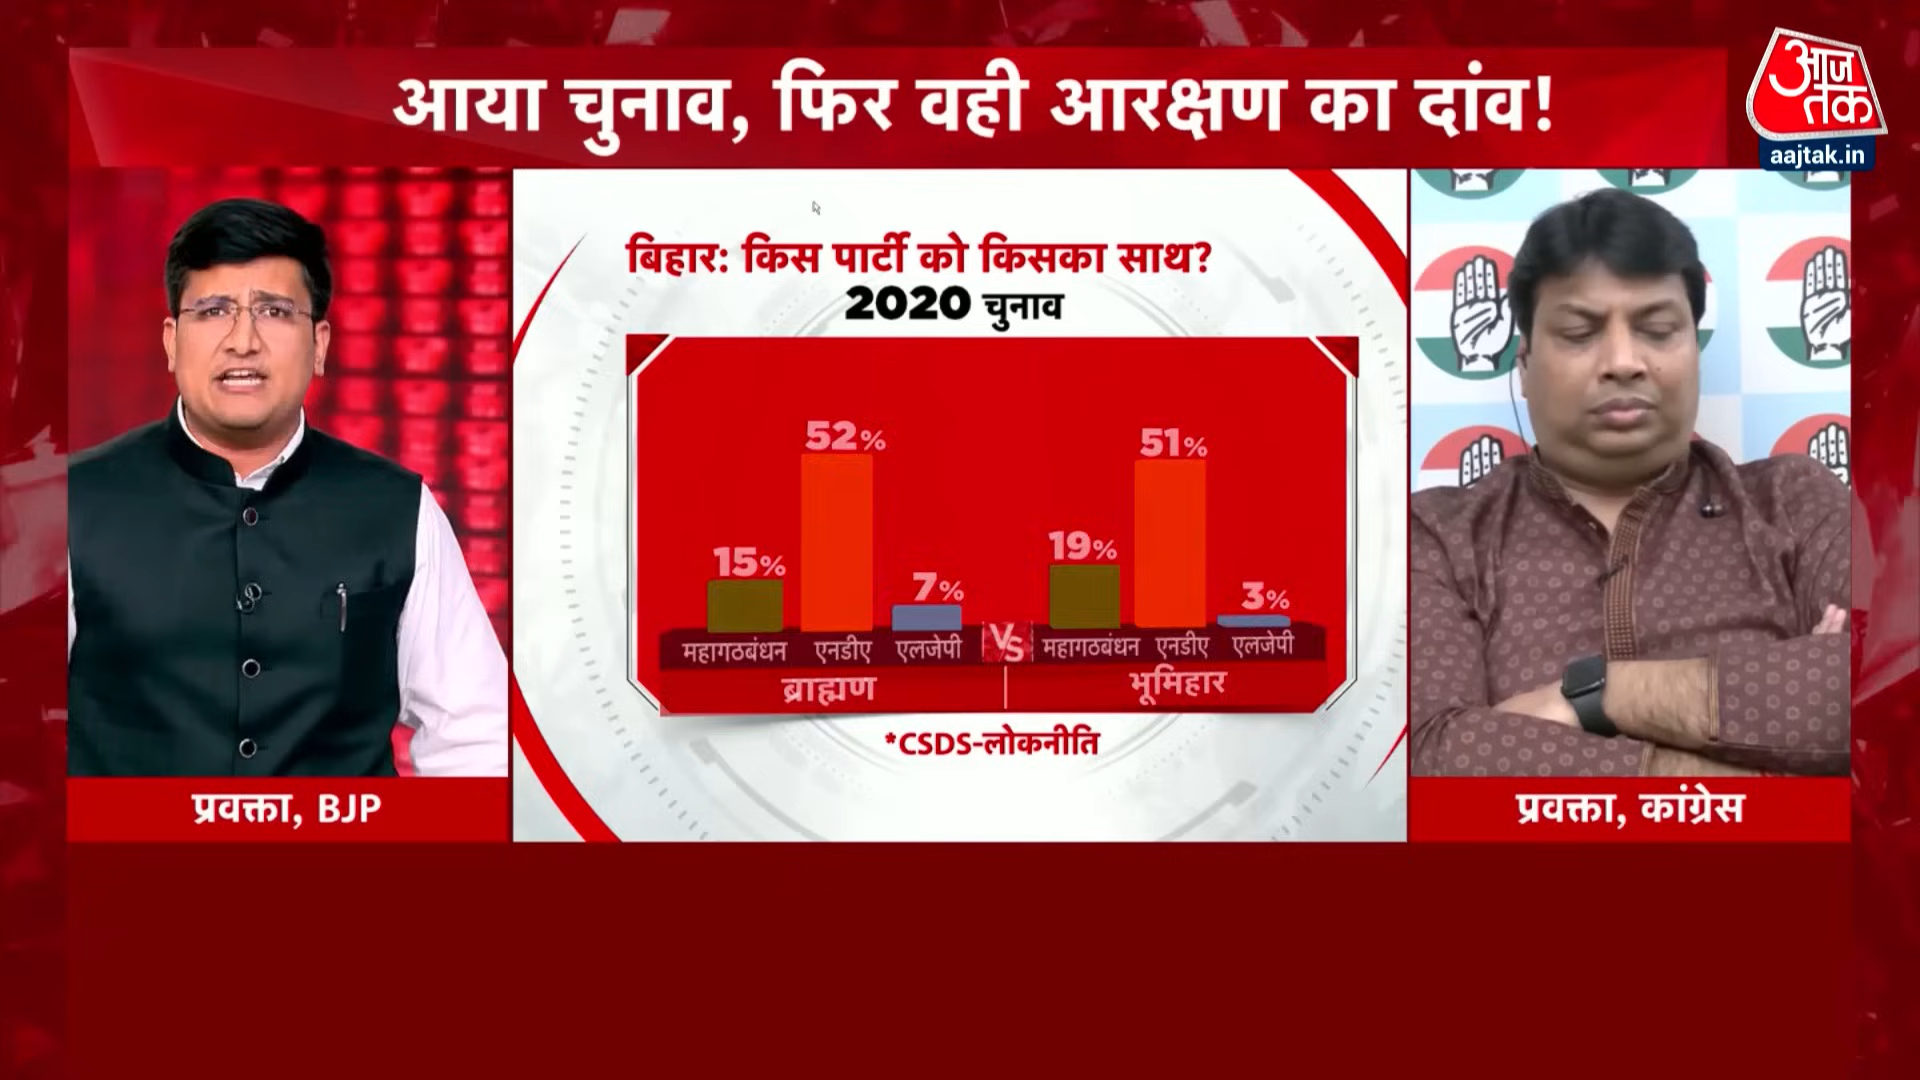 आया चुनाव, फिर वही आरक्षण का दांव!
आज
तक
aajtak.in
बिहार: किस पार्टी को किसका साथ?
2020 चुनाव
52%
51%
15%
7%
19%
3%
महागठबंधन एनडीए एलजेपी VS महागठबंधन एनडीए एलजेपी
ब्राह्मण भूमिहार
*CSDS-लोकनीति
प्रवक्ता, BJP
प्रवक्ता, कांग्रेस